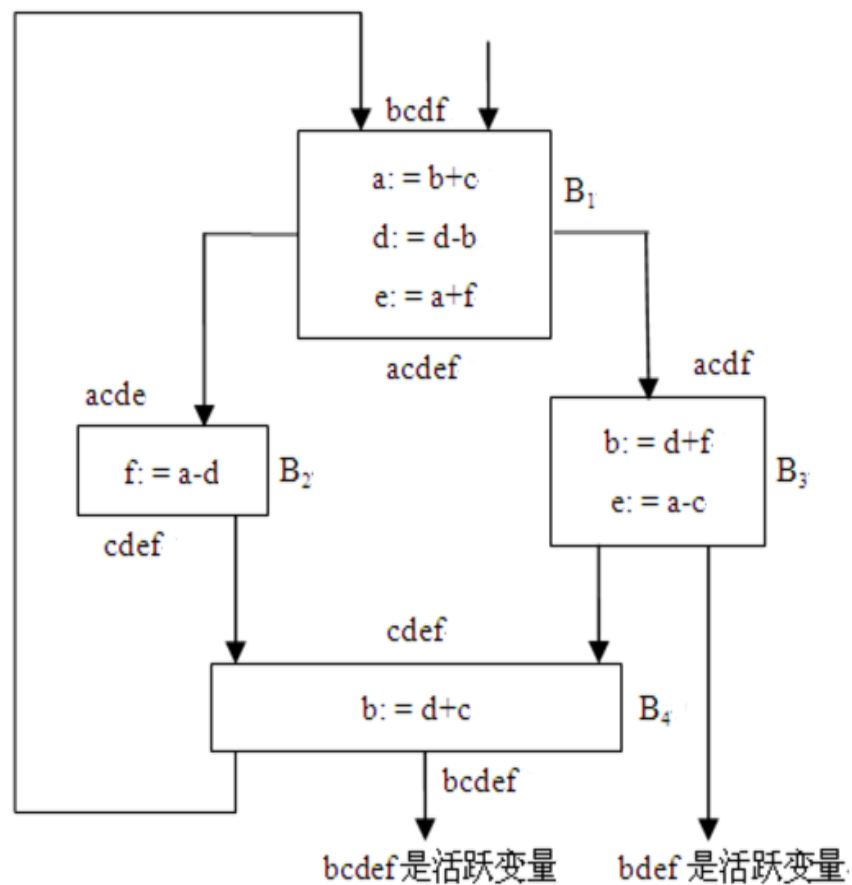 bcdf
a: = b+c
d: = d-b
e: = a+f
B₁
acdef
acde
acdf
f: = a-d
B₂
b: = d+f
e: = a-c
B₃
cdef
cdef
b: = d+c
B₄
bcdef
bcdef是活跃变量
bdef是活跃变量